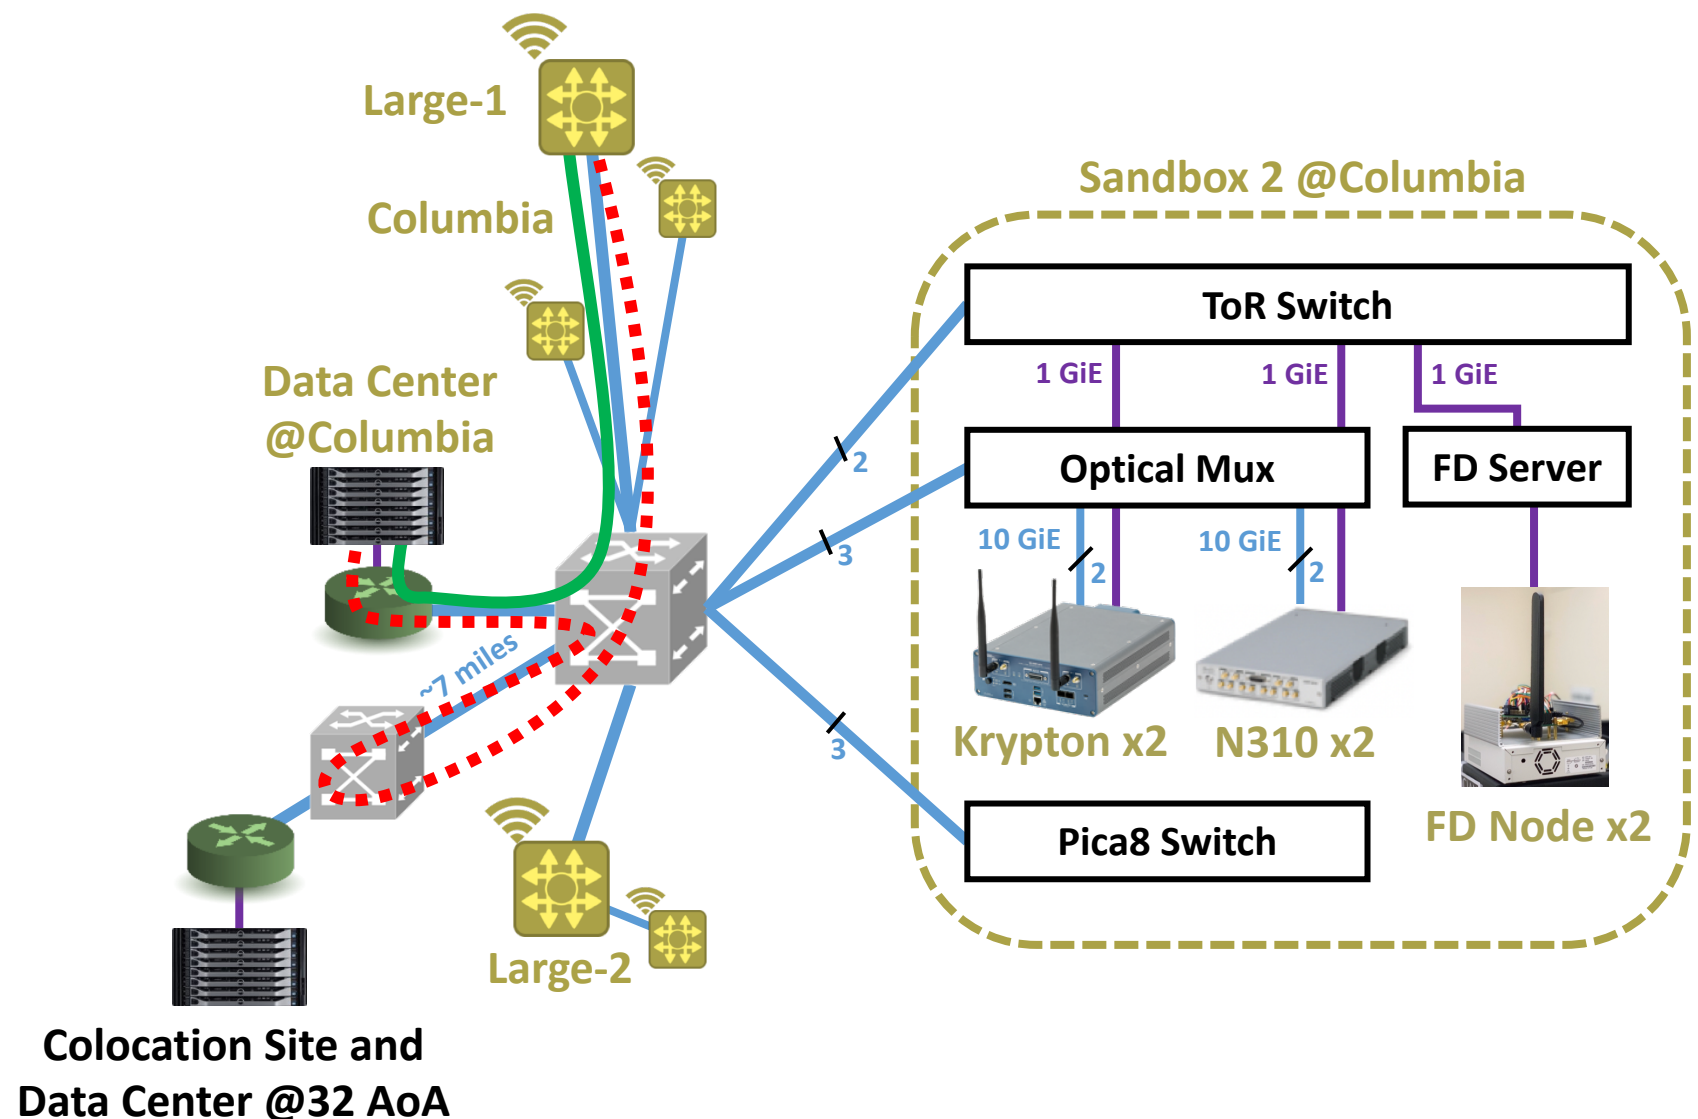 Large-1
Columbia
Data Center
@Columbia
~7 miles
Large-2
Colocation Site and
Data Center @32 AoA
Sandbox 2 @Columbia
ToR Switch
1 GiE
1 GiE
1 GiE
2
Optical Mux
FD Server
3
10 GiE
2
10 GiE
2
Krypton x2
N310 x2
3
Pica8 Switch
FD Node x2